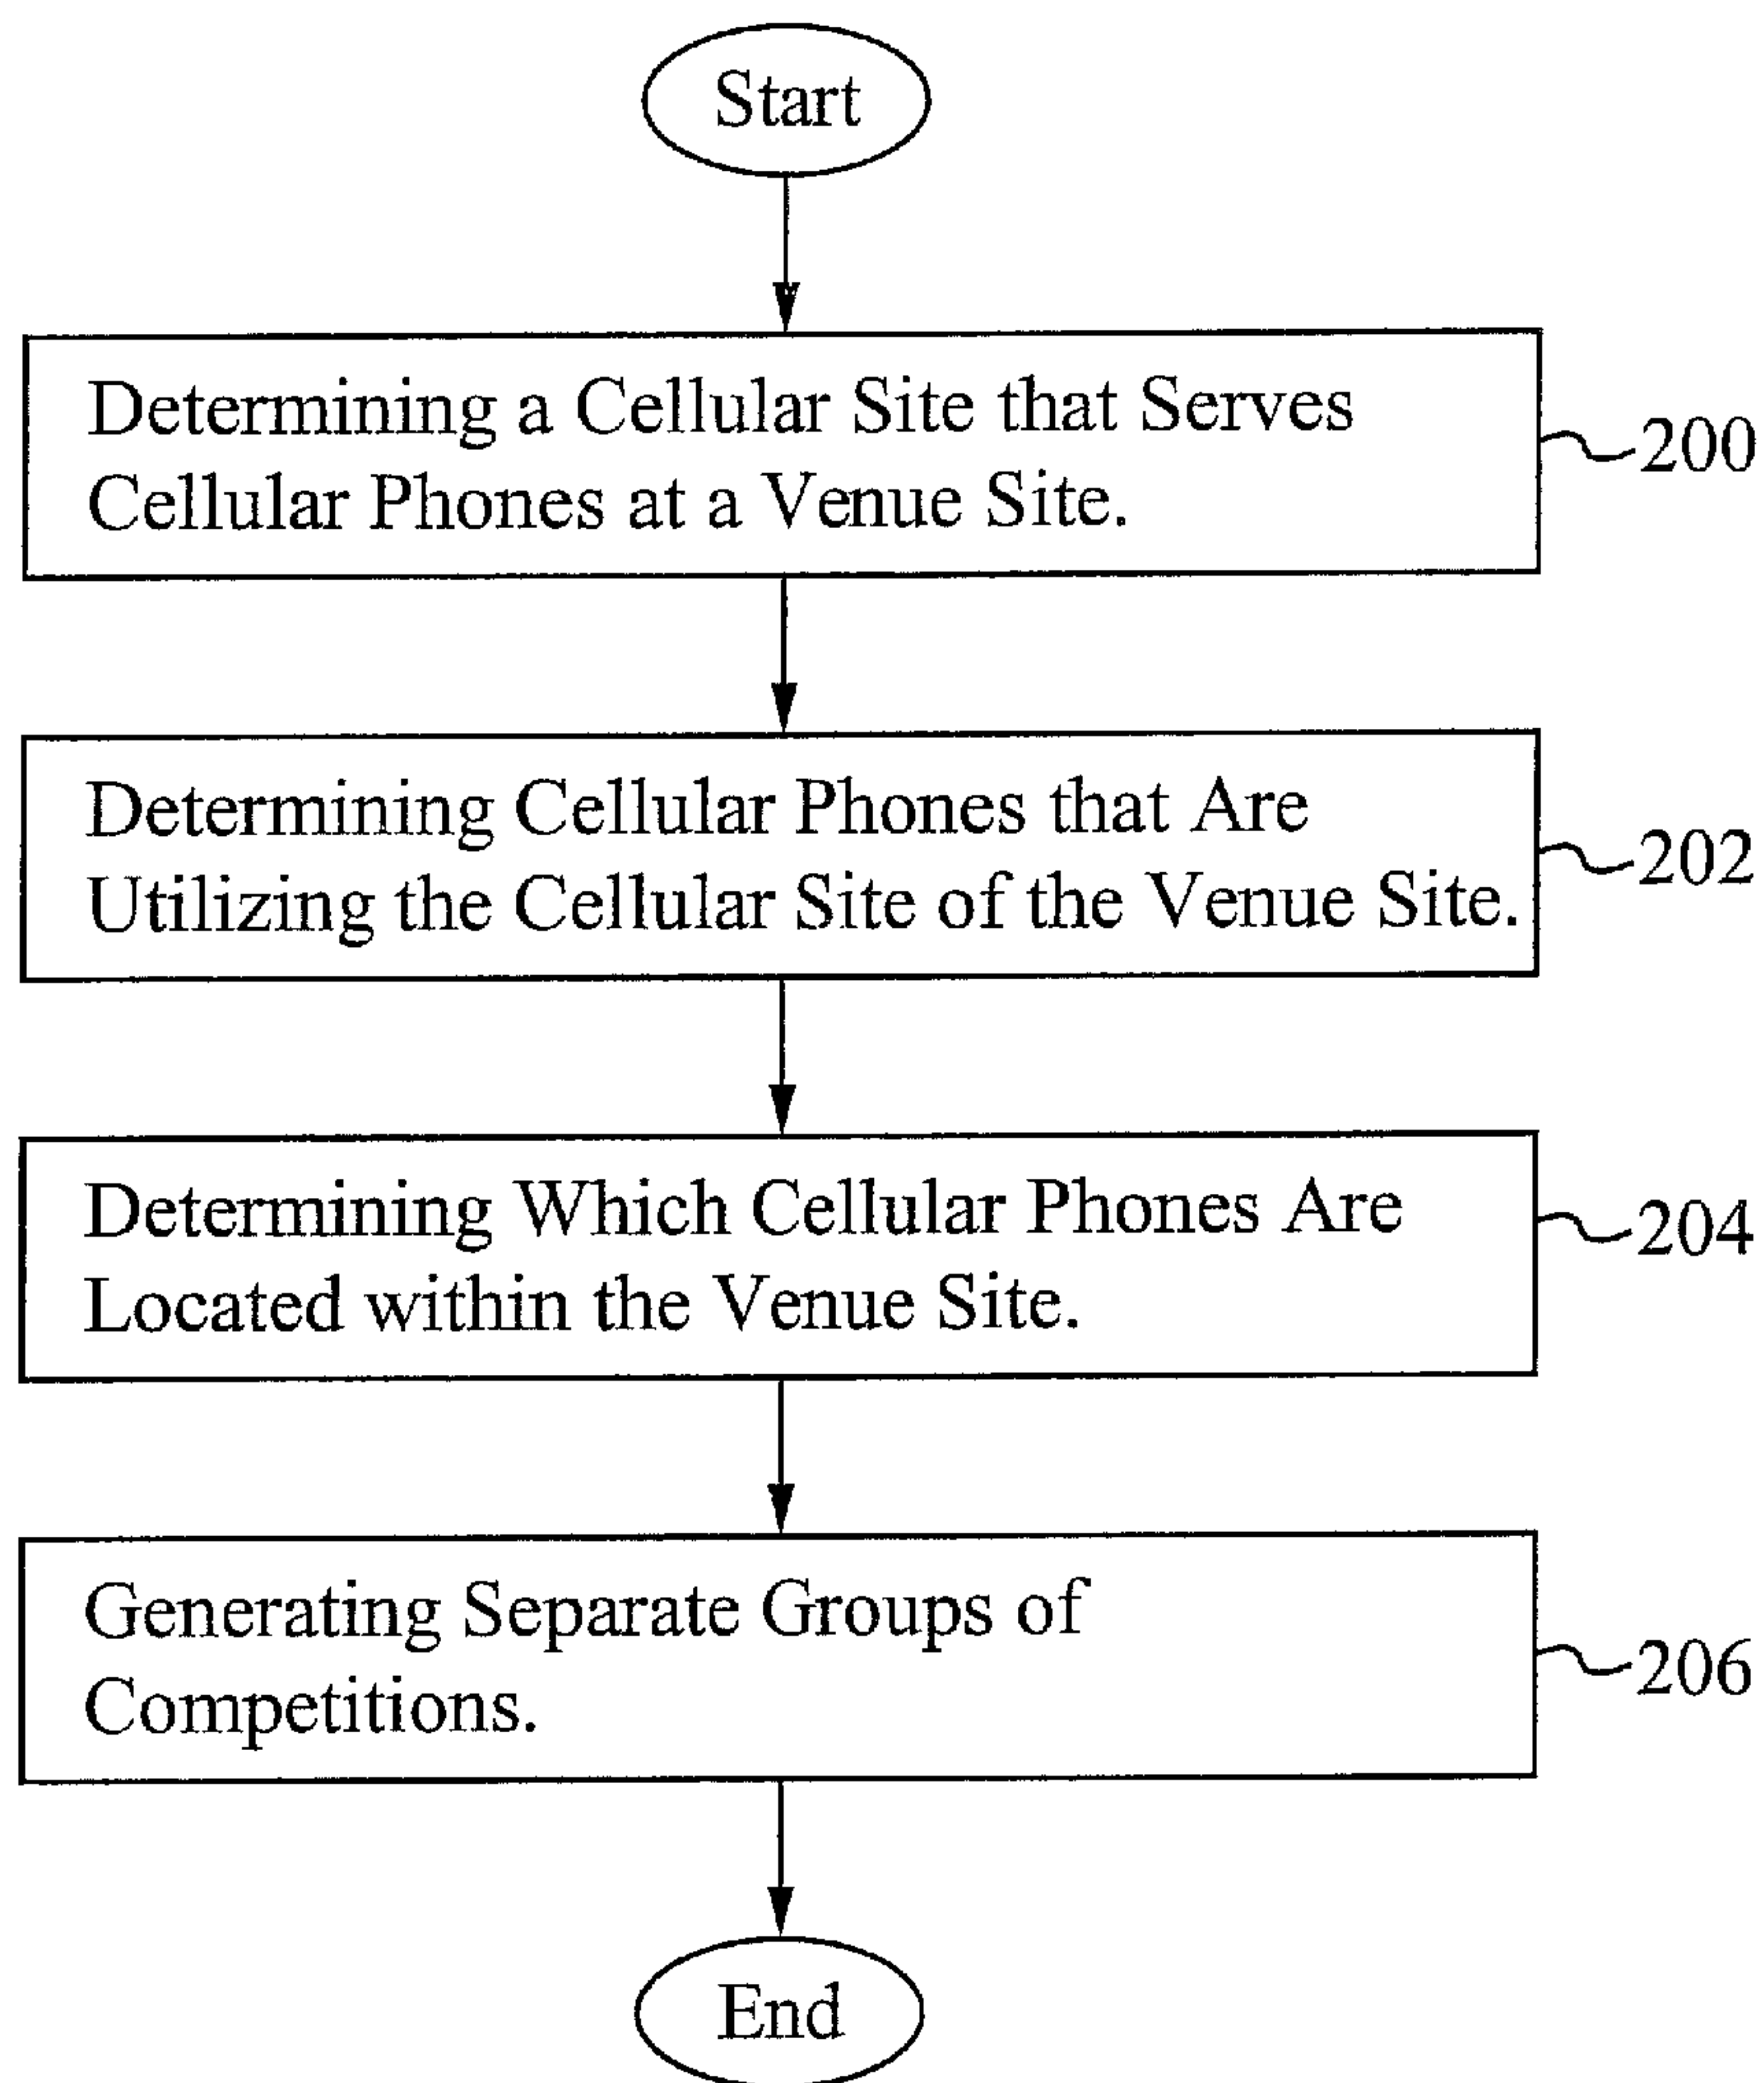 Start
Determining a Cellular Site that Serves
Cellular Phones at a Venue Site.
200
Determining Cellular Phones that Are
Utilizing the Cellular Site of the Venue Site.
202
Determining Which Cellular Phones Are
Located within the Venue Site.
204
Generating Separate Groups of
Competitions.
206
End